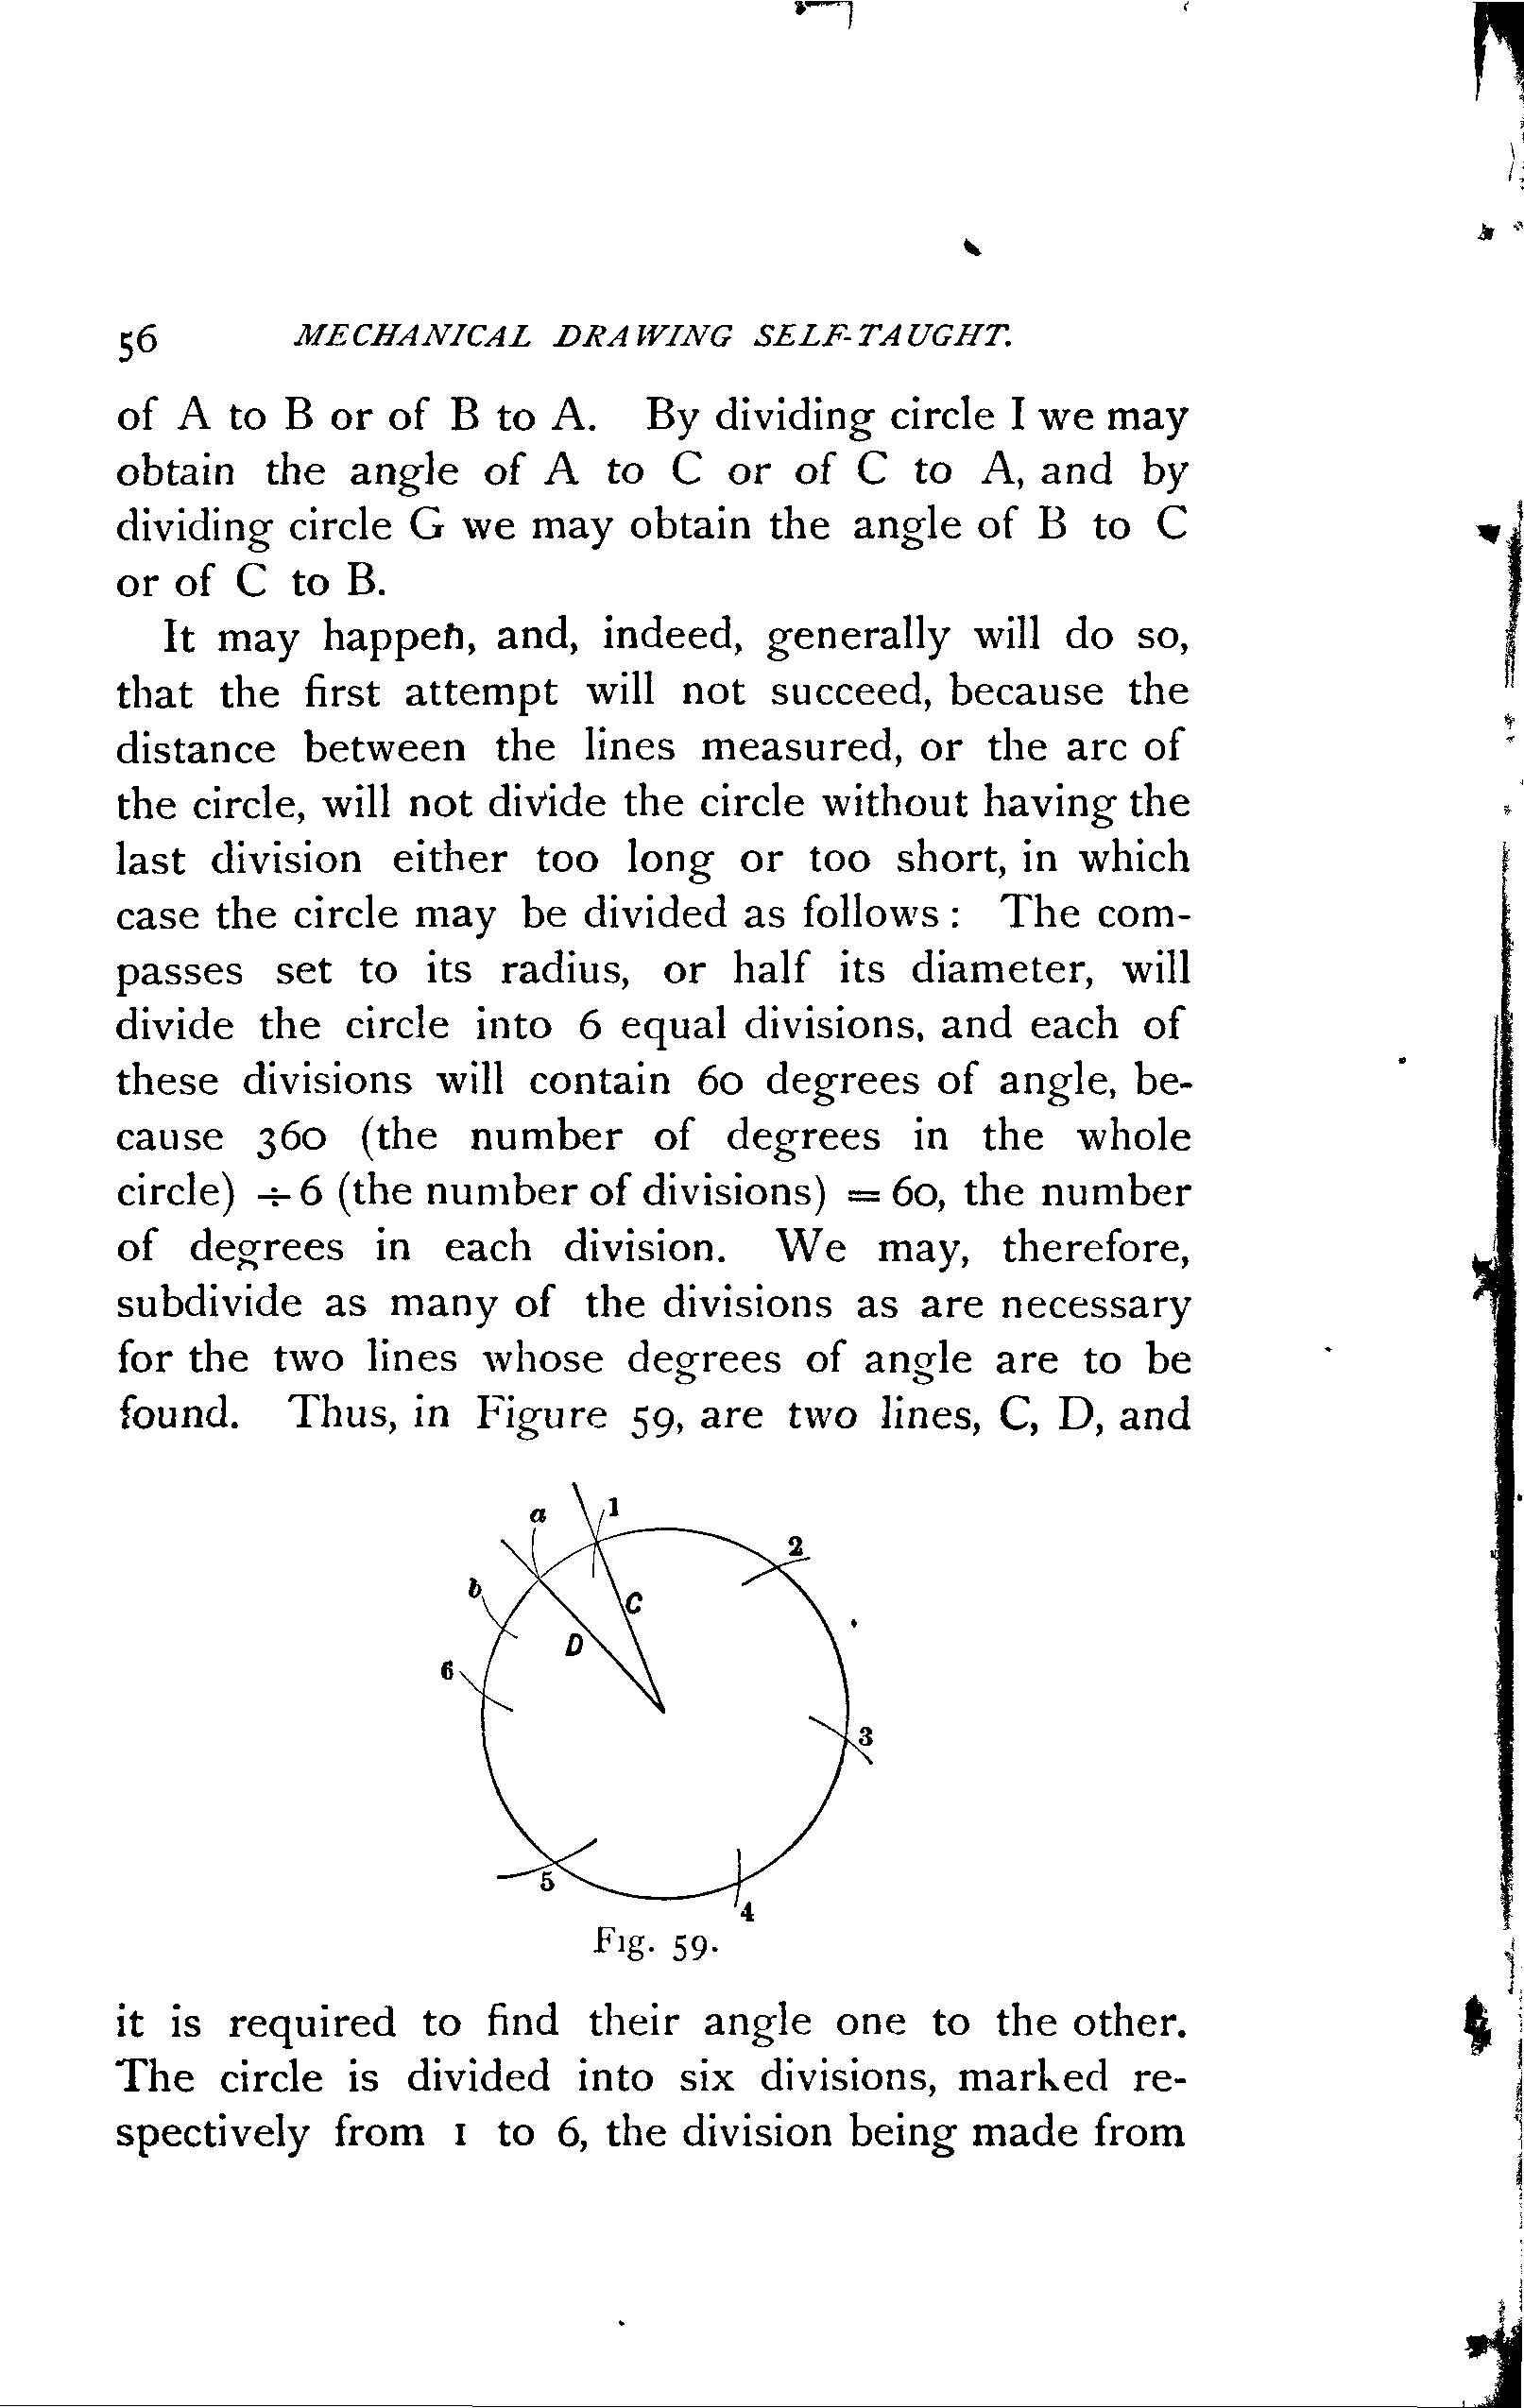 56 MECHANICAL DRAWING SELF-TAUGHT.
of A to B or of B to A. By dividing circle I we may
obtain the angle of A to C or of C to A, and by
dividing circle G we may obtain the angle of B to C
or of C to B.
It may happen, and, indeed, generally will do so,
that the first attempt will not succeed, because the
distance between the lines measured, or the arc of
the circle, will not divide the circle without having the
last division either too long or too short, in which
case the circle may be divided as follows: The com-
passes set to its radius, or half its diameter, will
divide the circle into 6 equal divisions, and each of
these divisions will contain 60 degrees of angle, be-
cause 360 (the number of degrees in the whole
circle) ÷ 6 (the number of divisions) = 60, the number
of degrees in each division. We may, therefore,
subdivide as many of the divisions as are necessary
for the two lines whose degrees of angle are to be
found. Thus, in Figure 59, are two lines, C, D, and
a 1
2
b
C
D
6
3
5
4
Fig. 59.
it is required to find their angle one to the other.
The circle is divided into six divisions, marked re-
spectively from 1 to 6, the division being made from